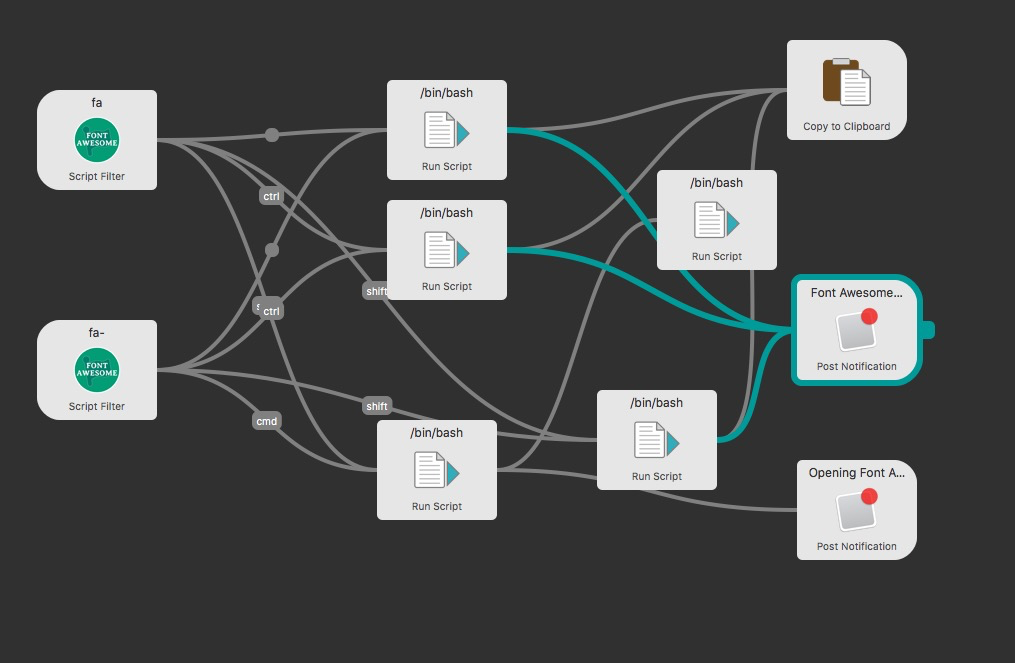 fa
FONT
AWESOME
Script Filter
fa-
FONT
AWESOME
Script Filter
ctrl
shift
ctrl
shift
cmd
/bin/bash
Run Script
/bin/bash
Run Script
/bin/bash
Run Script
/bin/bash
Run Script
/bin/bash
Run Script
Copy to Clipboard
Font Awesome...
Post Notification
Opening Font A...
Post Notification